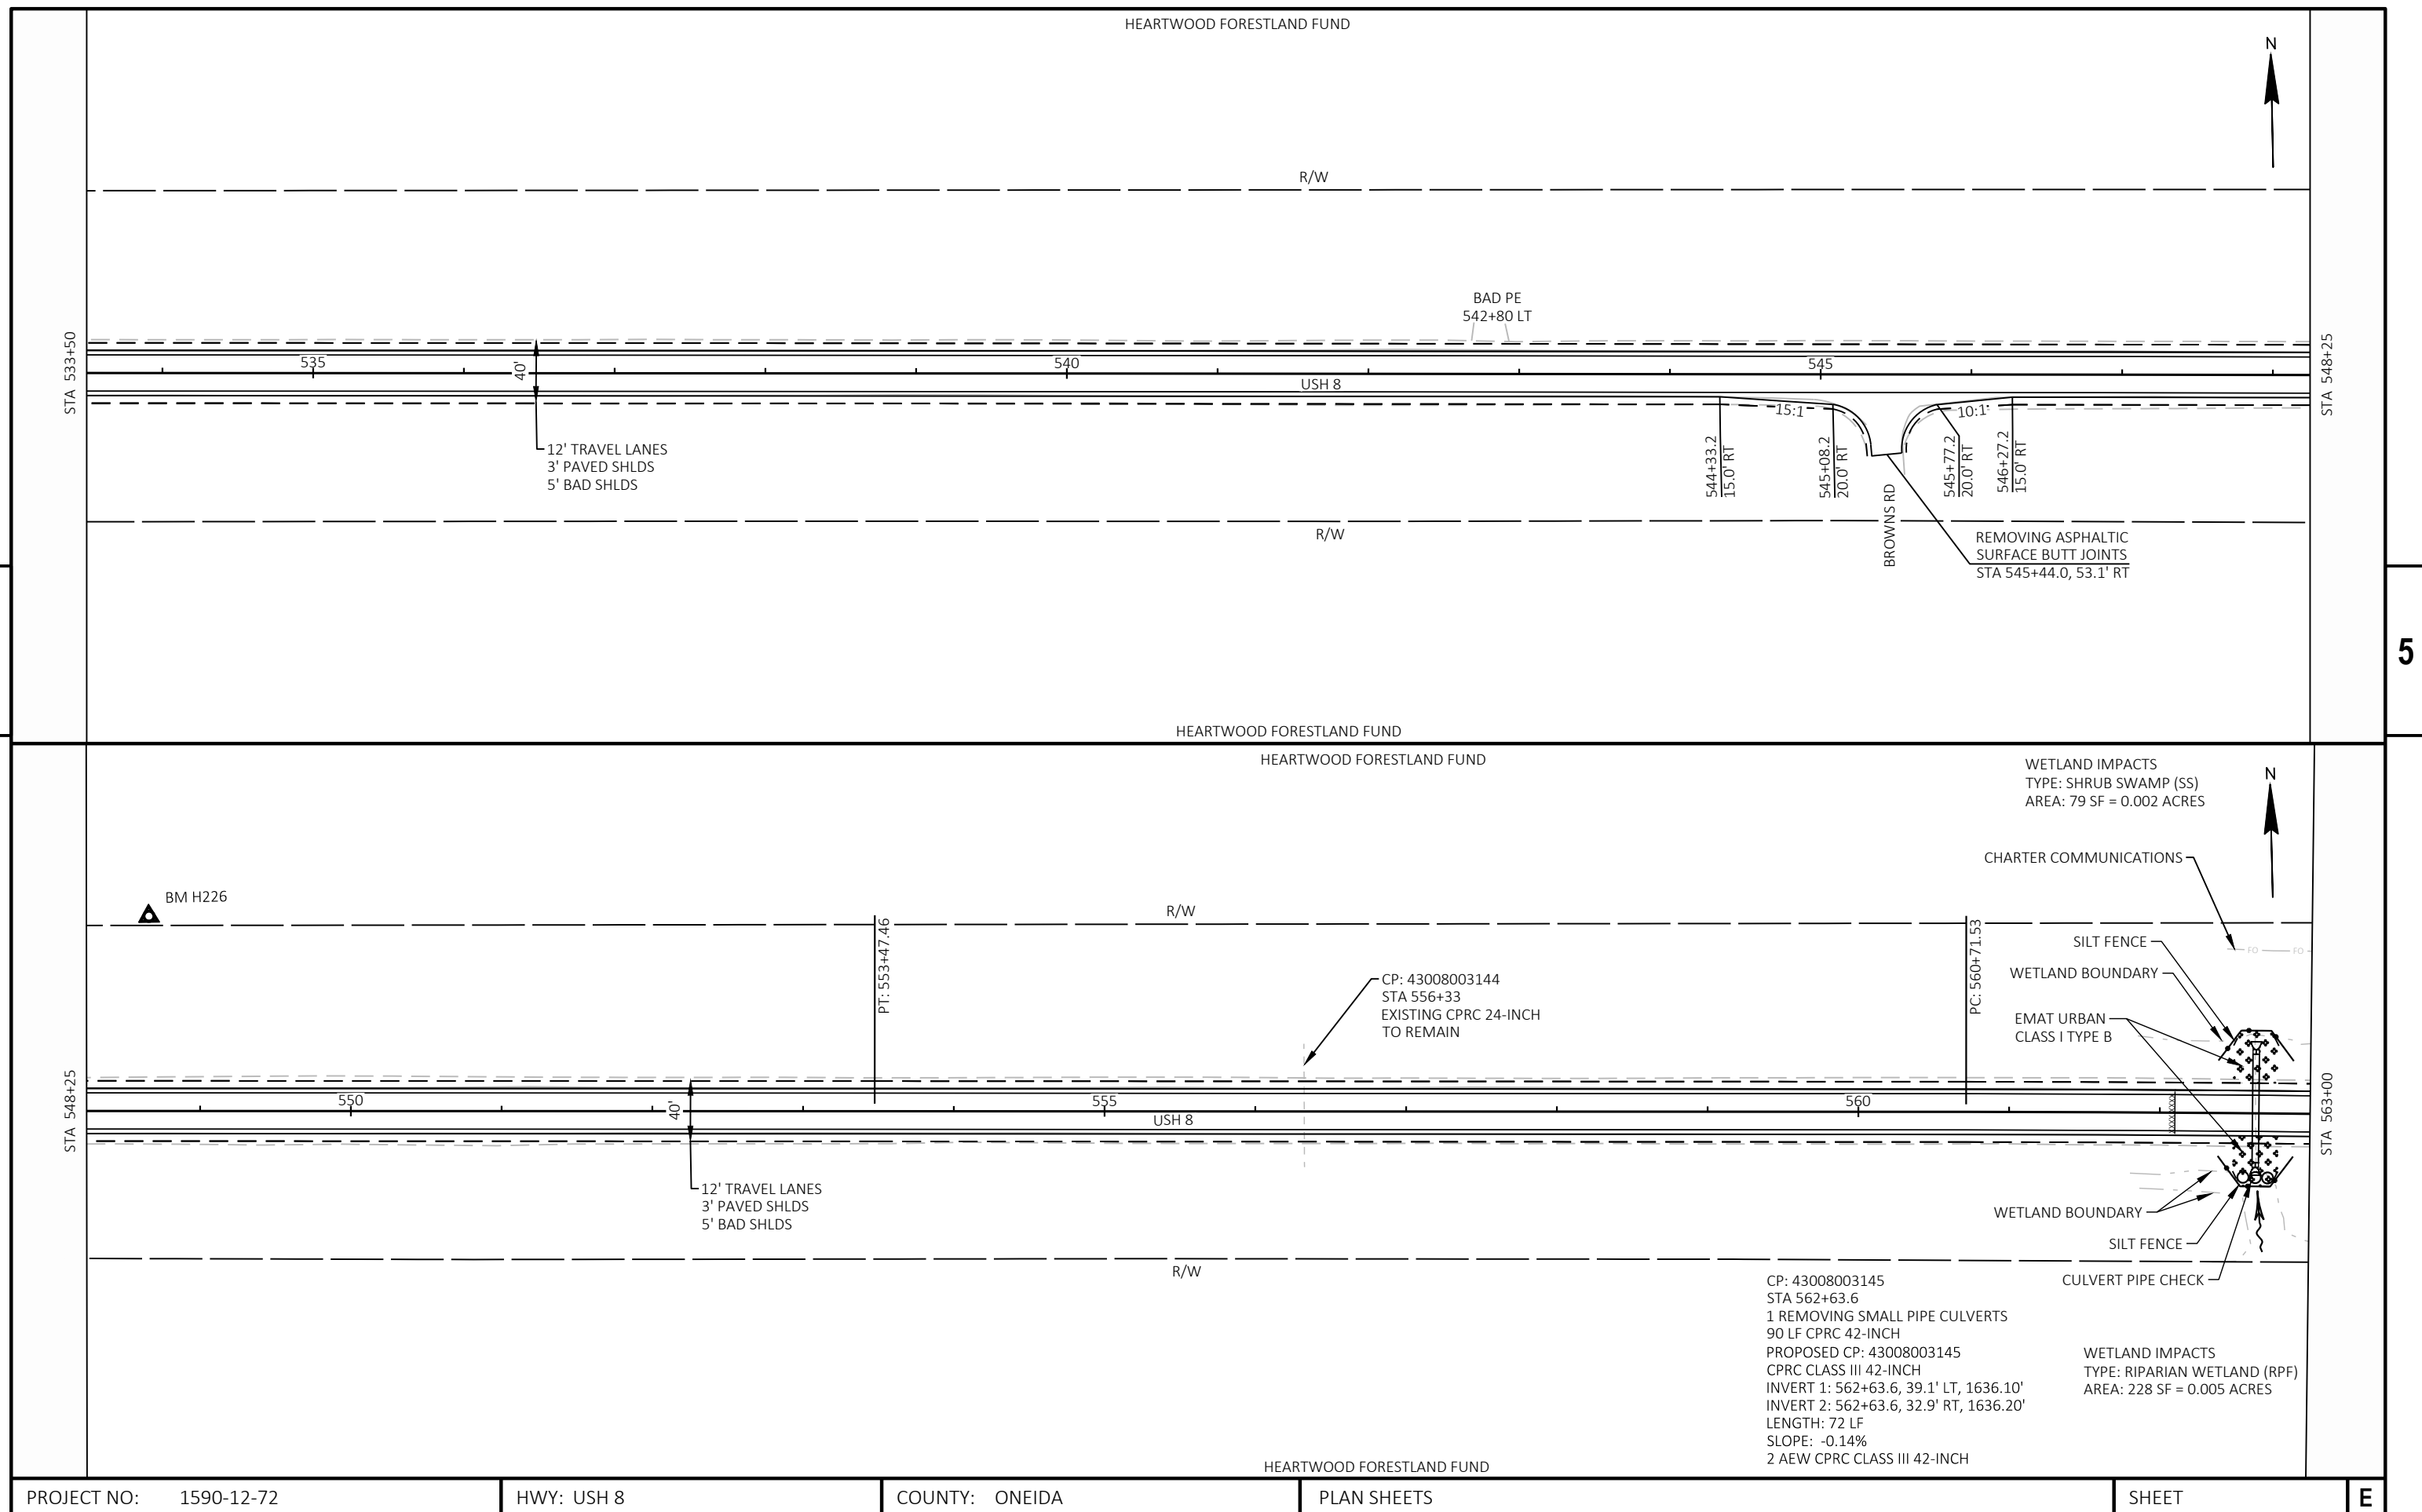 HEARTWOOD FORESTLAND FUND
N
R/W
BAD PE
542+80 LT
STA 533+50
535
540
545
STA 548+25
40'
USH 8
15:1
10:1
12' TRAVEL LANES
3' PAVED SHLDS
5' BAD SHLDS
544+33.2
15.0' RT
545+08.2
20.0' RT
545+77.2
20.0' RT
546+27.2
15.0' RT
BROWNS RD
R/W
REMOVING ASPHALTIC
SURFACE BUTT JOINTS
STA 545+44.0, 53.1' RT
5
HEARTWOOD FORESTLAND FUND
HEARTWOOD FORESTLAND FUND
WETLAND IMPACTS
TYPE: SHRUB SWAMP (SS)
AREA: 79 SF = 0.002 ACRES
N
CHARTER COMMUNICATIONS
BM H226
R/W
PT: 553+47.46
PC: 560+71.53
SILT FENCE
FO FO
WETLAND BOUNDARY
CP: 43008003144
STA 556+33
EXISTING CPRC 24-INCH
TO REMAIN
EMAT URBAN
CLASS I TYPE B
STA 548+25
550
555
560
STA 563+00
40'
USH 8
12' TRAVEL LANES
3' PAVED SHLDS
5' BAD SHLDS
WETLAND BOUNDARY
SILT FENCE
R/W
CULVERT PIPE CHECK
CP: 43008003145
STA 562+63.6
1 REMOVING SMALL PIPE CULVERTS
90 LF CPRC 42-INCH
PROPOSED CP: 43008003145
CPRC CLASS III 42-INCH
INVERT 1: 562+63.6, 39.1' LT, 1636.10'
INVERT 2: 562+63.6, 32.9' RT, 1636.20'
LENGTH: 72 LF
SLOPE: -0.14%
2 AEW CPRC CLASS III 42-INCH
WETLAND IMPACTS
TYPE: RIPARIAN WETLAND (RPF)
AREA: 228 SF = 0.005 ACRES
HEARTWOOD FORESTLAND FUND
PROJECT NO: 1590-12-72
HWY: USH 8
COUNTY: ONEIDA
PLAN SHEETS
SHEET
E